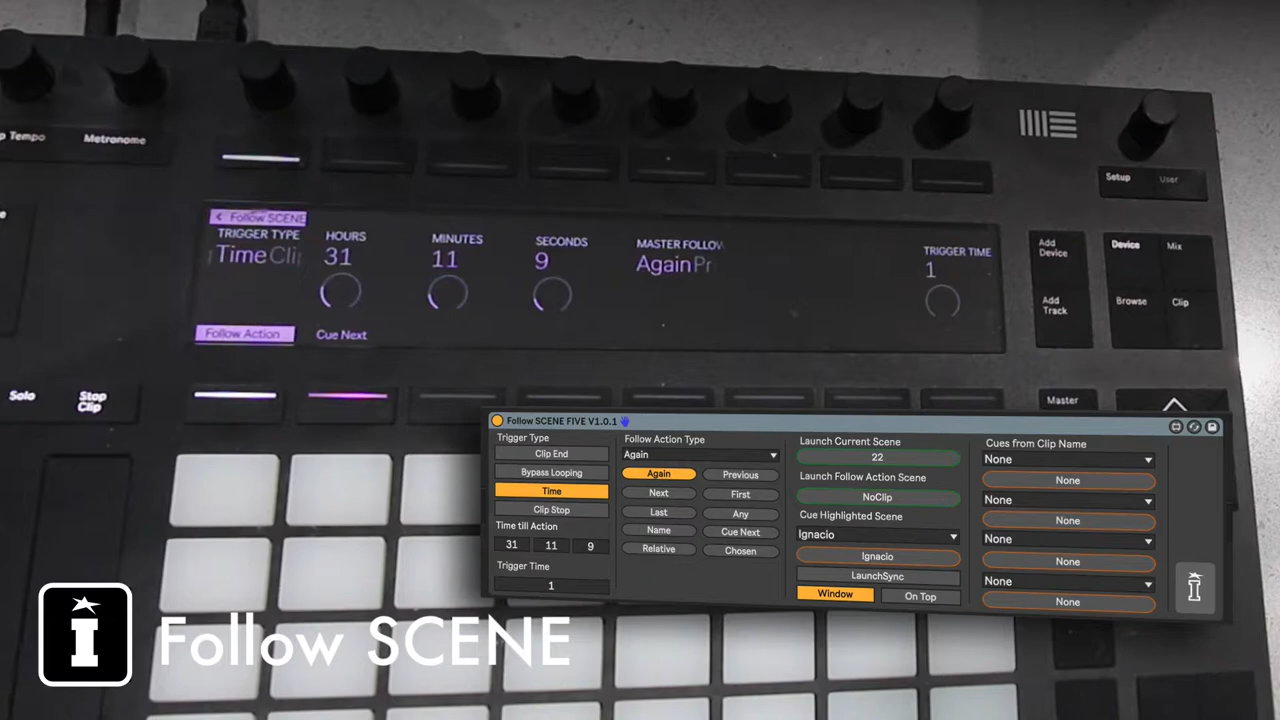 Tempo
Metronome
Setup
User
Follow SCENE
TRIGGER TYPE
Time
HOURS
31
MINUTES
11
SECONDS
9
MASTER FOLLOW
Again
TRIGGER TIME
1
Follow Action
Cue Next
Add
Device
Add
Track
Device
Mix
Browse
Clip
Solo
Stop
Clip
Master
Follow SCENE FIVE V1.0.1
Trigger Type
Clip End
Bypass Looping
Time
Clip Stop
Time till Action
31 11 9
Trigger Time
1
Follow Action Type
Again
Again
Previous
Next
First
Last
Any
Name
Cue Next
Relative
Chosen
Launch Current Scene
22
Launch Follow Action Scene
NoClip
Cue Highlighted Scene
Ignacio
Ignacio
LaunchSync
Window
On Top
Cues from Clip Name
None
None
None
None
None
None
None
None
Follow SCENE